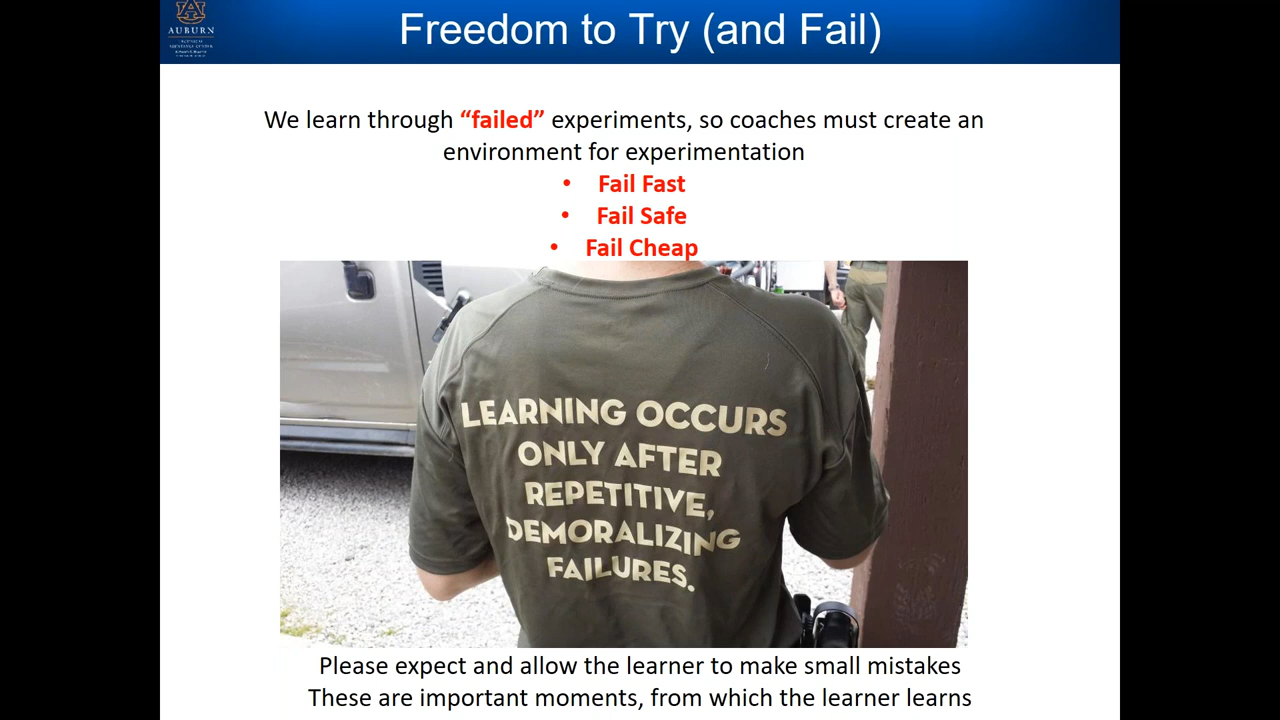 AUBURN
Freedom to Try (and Fail)
We learn through “failed” experiments, so coaches must create an
environment for experimentation
• Fail Fast
• Fail Safe
• Fail Cheap
LEARNING OCCURS
ONLY AFTER
REPETITIVE,
DEMORALIZING
FAILURES.
Please expect and allow the learner to make small mistakes
These are important moments, from which the learner learns